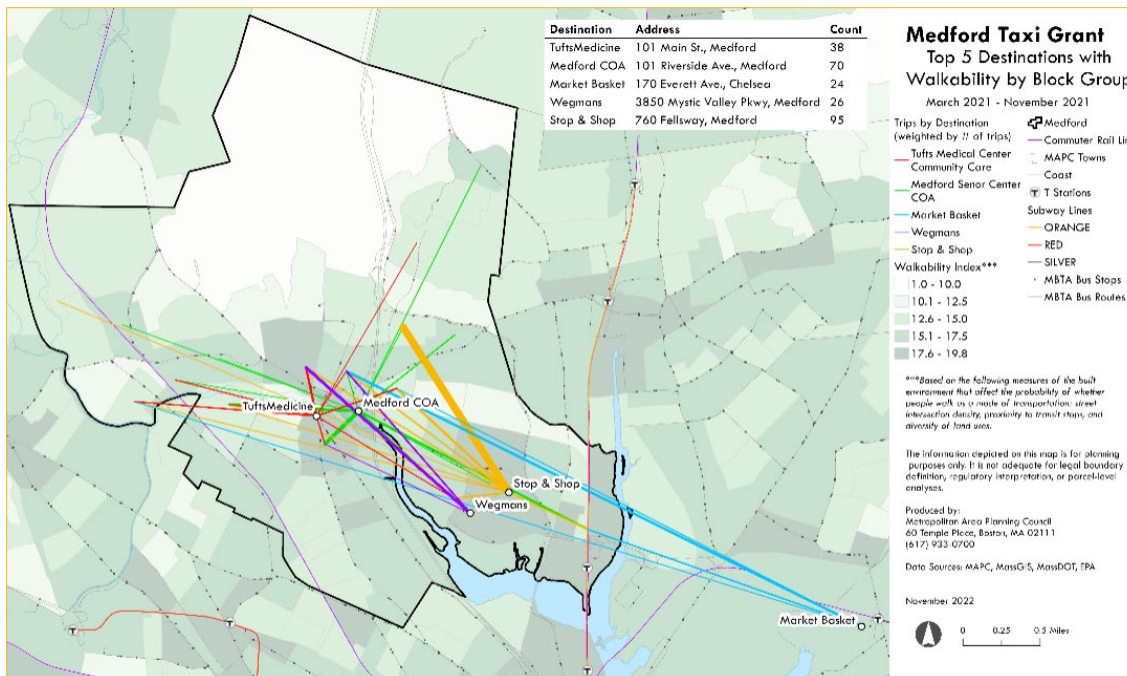 Destination Address Count
TuftsMedicine 101 Main St., Medford 38
Medford COA 101 Riverside Ave., Medford 70
Market Basket 170 Everett Ave., Chelsea 24
Wegmans 3850 Mystic Valley Pkwy, Medford 26
Stop & Shop 760 Fellsway, Medford 95
Medford Taxi Grant
Top 5 Destinations with
Walkability by Block Group
March 2021 - November 2021
Trips by Destination
(weighted by # of trips)
Tufts Medical Center
Community Care
Medford Senor Center
COA
Market Basket
Wegmans
Stop & Shop
Walkability Index***
1.0 - 10.0
10.1 - 12.5
12.6 - 15.0
15.1 - 17.5
17.6 - 19.8
Medford
Commuter Rail Lin
MAPC Towns
Coast
T Stations
Subway Lines
ORANGE
RED
SILVER
MBTA Bus Stops
MBTA Bus Routes
***Based on the following measures of the built
environment that affect the probability of whether
people walk as a mode of transportation: street
intersection density, proximity to transit stops, and
diversity of land uses.
The information depicted on this map is for planning
purposes only. It is not adequate for legal boundary
definition, regulatory interpretation, or parcel-level
analyses.
Produced by:
Metropolitan Area Planning Council
60 Temple Place, Boston, MA 02111
(617) 933-0700
Data Sources: MAPC, MassGIS, MassDOT, EPA
November 2022
0 0.25 0.5 Miles
TuftsMedicine
Medford COA
Stop & Shop
Wegmans
Market Basket
T
T
T
T
T
T
T